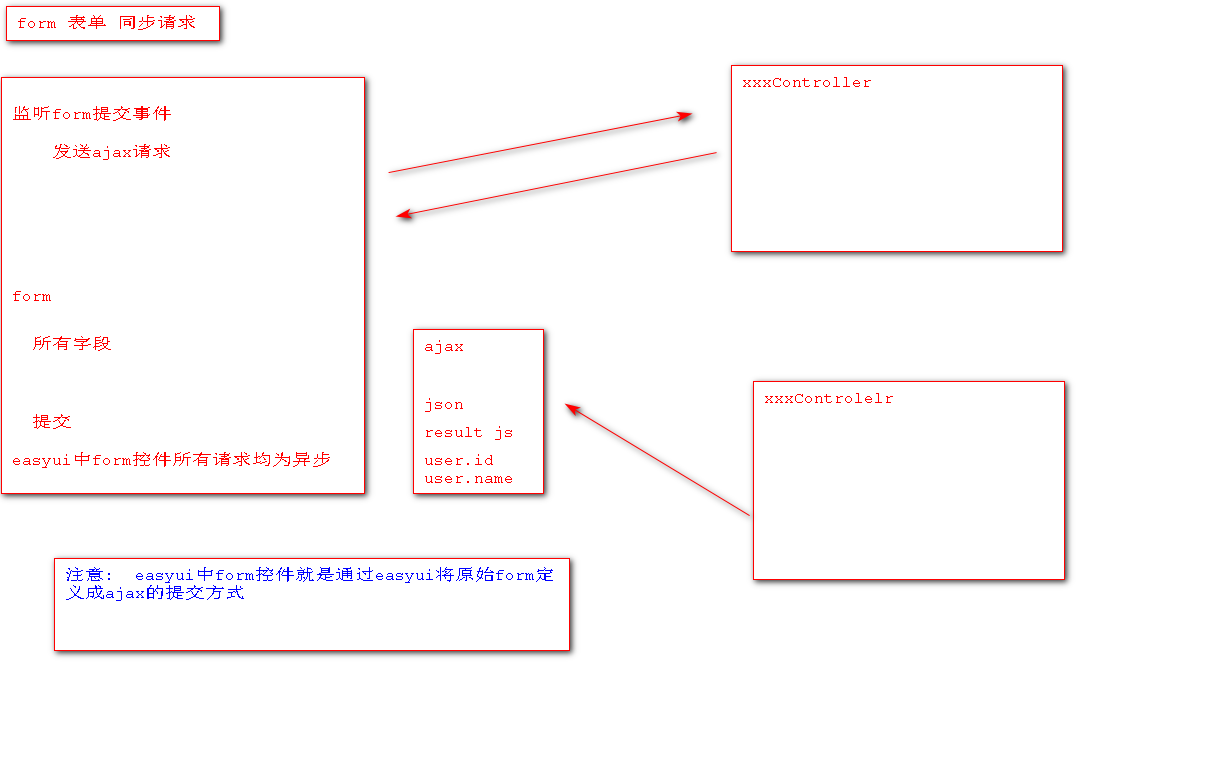 form 表单 同步请求
监听form提交事件
发送ajax请求
form
所有字段
提交
easyui中form控件所有请求均为异步
xxxController
ajax
json
result js
user.id
user.name
xxxControlelr
注意: easyui中form控件就是通过easyui将原始form定
义成ajax的提交方式